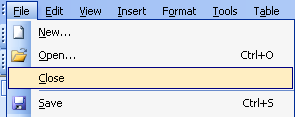 File Edit View Insert Format Tools Table
New...
Open... Ctrl+O
Close
Save Ctrl+S